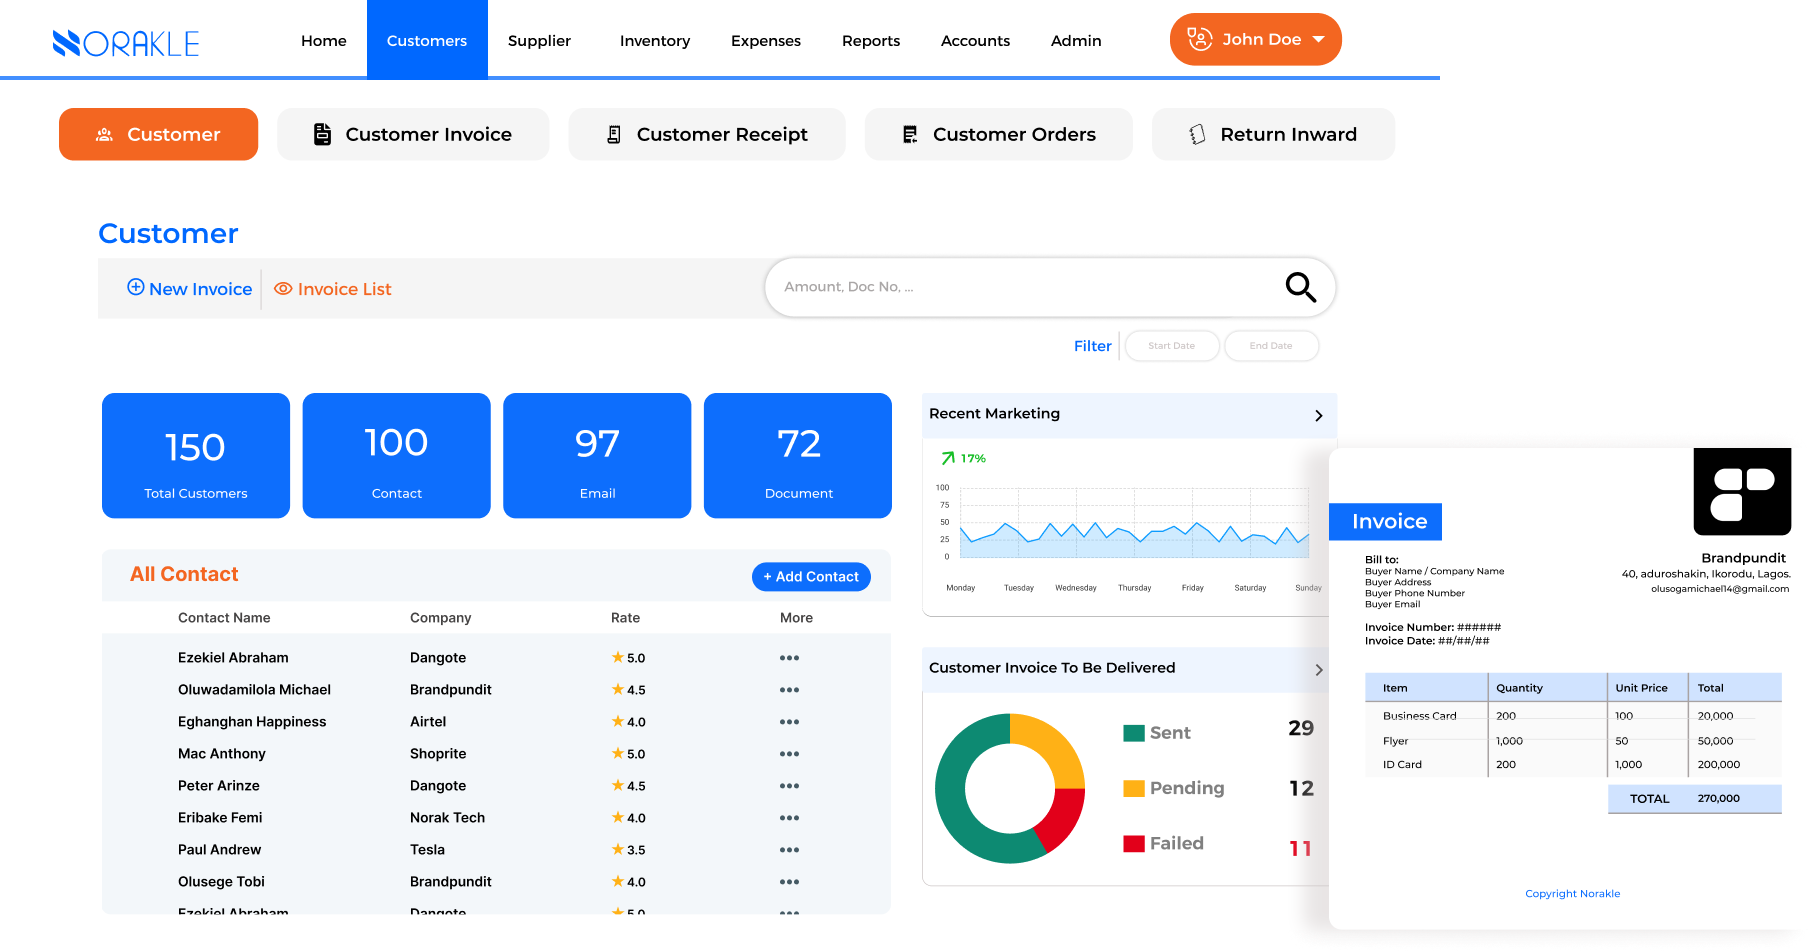 NORAKLE
Home Customers Supplier Inventory Expenses Reports Accounts Admin John Doe
Customer Customer Invoice Customer Receipt Customer Orders Return Inward
Customer
New Invoice Invoice List Amount, Doc No, ...
Filter Start Date End Date
150 100 97 72
Total Customers Contact Email Document
All Contact + Add Contact
Contact Name Company Rate More
Ezekiel Abraham Dangote 5.0
Oluwadamilola Michael Brandpundit 4.5
Eghanghan Happiness Airtel 4.0
Mac Anthony Shoprite 5.0
Peter Arinze Dangote 4.5
Eribake Femi Norak Tech 4.0
Paul Andrew Tesla 3.5
Olusege Tobi Brandpundit 4.0
Ezekiel Abraham Dangote 5.0
Recent Marketing
17%
100
75
50
25
0
Monday Tuesday Wednesday Thursday Friday Saturday Sunday
Customer Invoice To Be Delivered
Sent 29
Pending 12
Failed 11
Invoice
Brandpundit
40, aduroshakin, Ikorodu, Lagos.
olusogamichael14@gmail.com
Bill to:
Buyer Name / Company Name
Buyer Address
Buyer Phone Number
Buyer Email
Invoice Number: ######
Invoice Date: ##/##/##
Item Quantity Unit Price Total
Business Card 200 100 20,000
Flyer 1,000 50 50,000
ID Card 200 1,000 200,000
TOTAL 270,000
Copyright Norakle